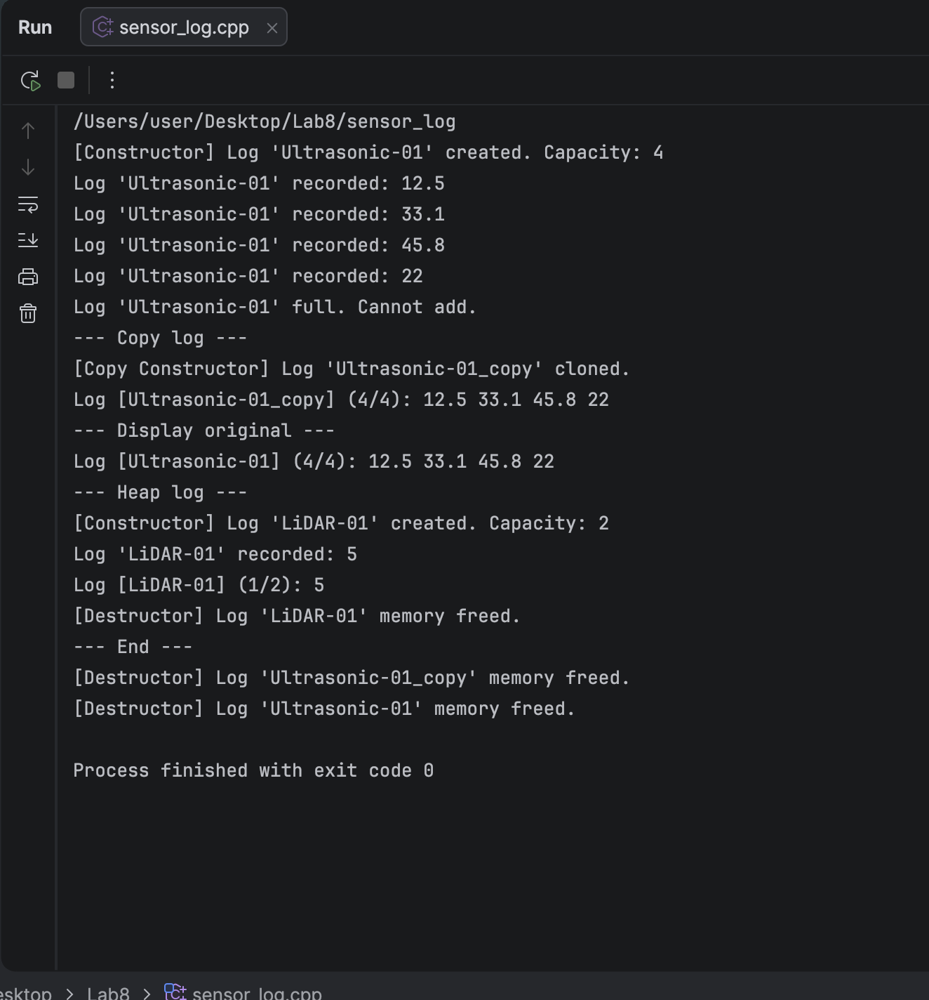 Run
sensor_log.cpp
/Users/user/Desktop/Lab8/sensor_log
[Constructor] Log 'Ultrasonic-01' created. Capacity: 4
Log 'Ultrasonic-01' recorded: 12.5
Log 'Ultrasonic-01' recorded: 33.1
Log 'Ultrasonic-01' recorded: 45.8
Log 'Ultrasonic-01' recorded: 22
Log 'Ultrasonic-01' full. Cannot add.
--- Copy log ---
[Copy Constructor] Log 'Ultrasonic-01_copy' cloned.
Log [Ultrasonic-01_copy] (4/4): 12.5 33.1 45.8 22
--- Display original ---
Log [Ultrasonic-01] (4/4): 12.5 33.1 45.8 22
--- Heap log ---
[Constructor] Log 'LiDAR-01' created. Capacity: 2
Log 'LiDAR-01' recorded: 5
Log [LiDAR-01] (1/2): 5
[Destructor] Log 'LiDAR-01' memory freed.
--- End ---
[Destructor] Log 'Ultrasonic-01_copy' memory freed.
[Destructor] Log 'Ultrasonic-01' memory freed.
Process finished with exit code 0
esktop > Lab8 > sensor_log.cpp